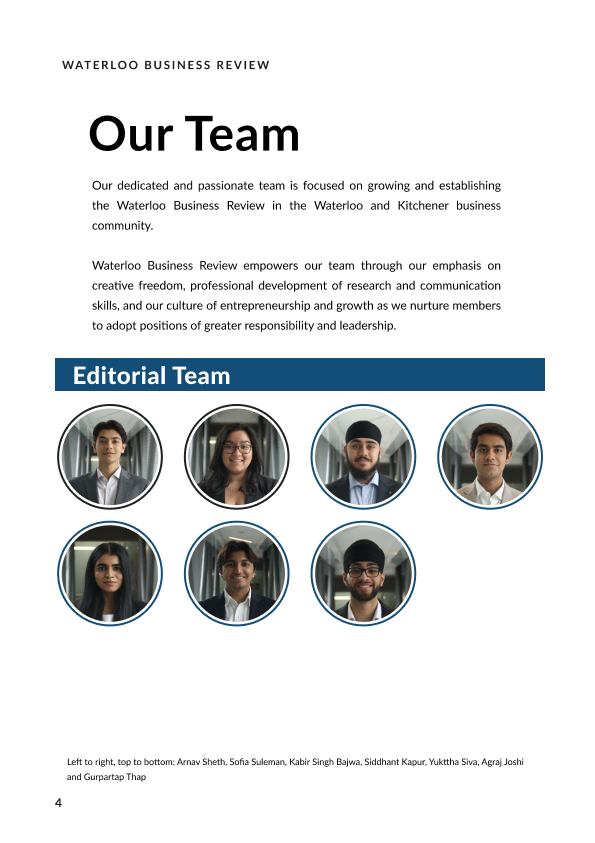 WATERLOO BUSINESS REVIEW
Our Team
Our dedicated and passionate team is focused on growing and establishing
the Waterloo Business Review in the Waterloo and Kitchener business
community.
Waterloo Business Review empowers our team through our emphasis on
creative freedom, professional development of research and communication
skills, and our culture of entrepreneurship and growth as we nurture members
to adopt positions of greater responsibility and leadership.
Editorial Team
Left to right, top to bottom: Arnav Sheth, Sofia Suleman, Kabir Singh Bajwa, Siddhant Kapur, Yukttha Siva, Agraj Joshi
and Gurpartap Thap
4